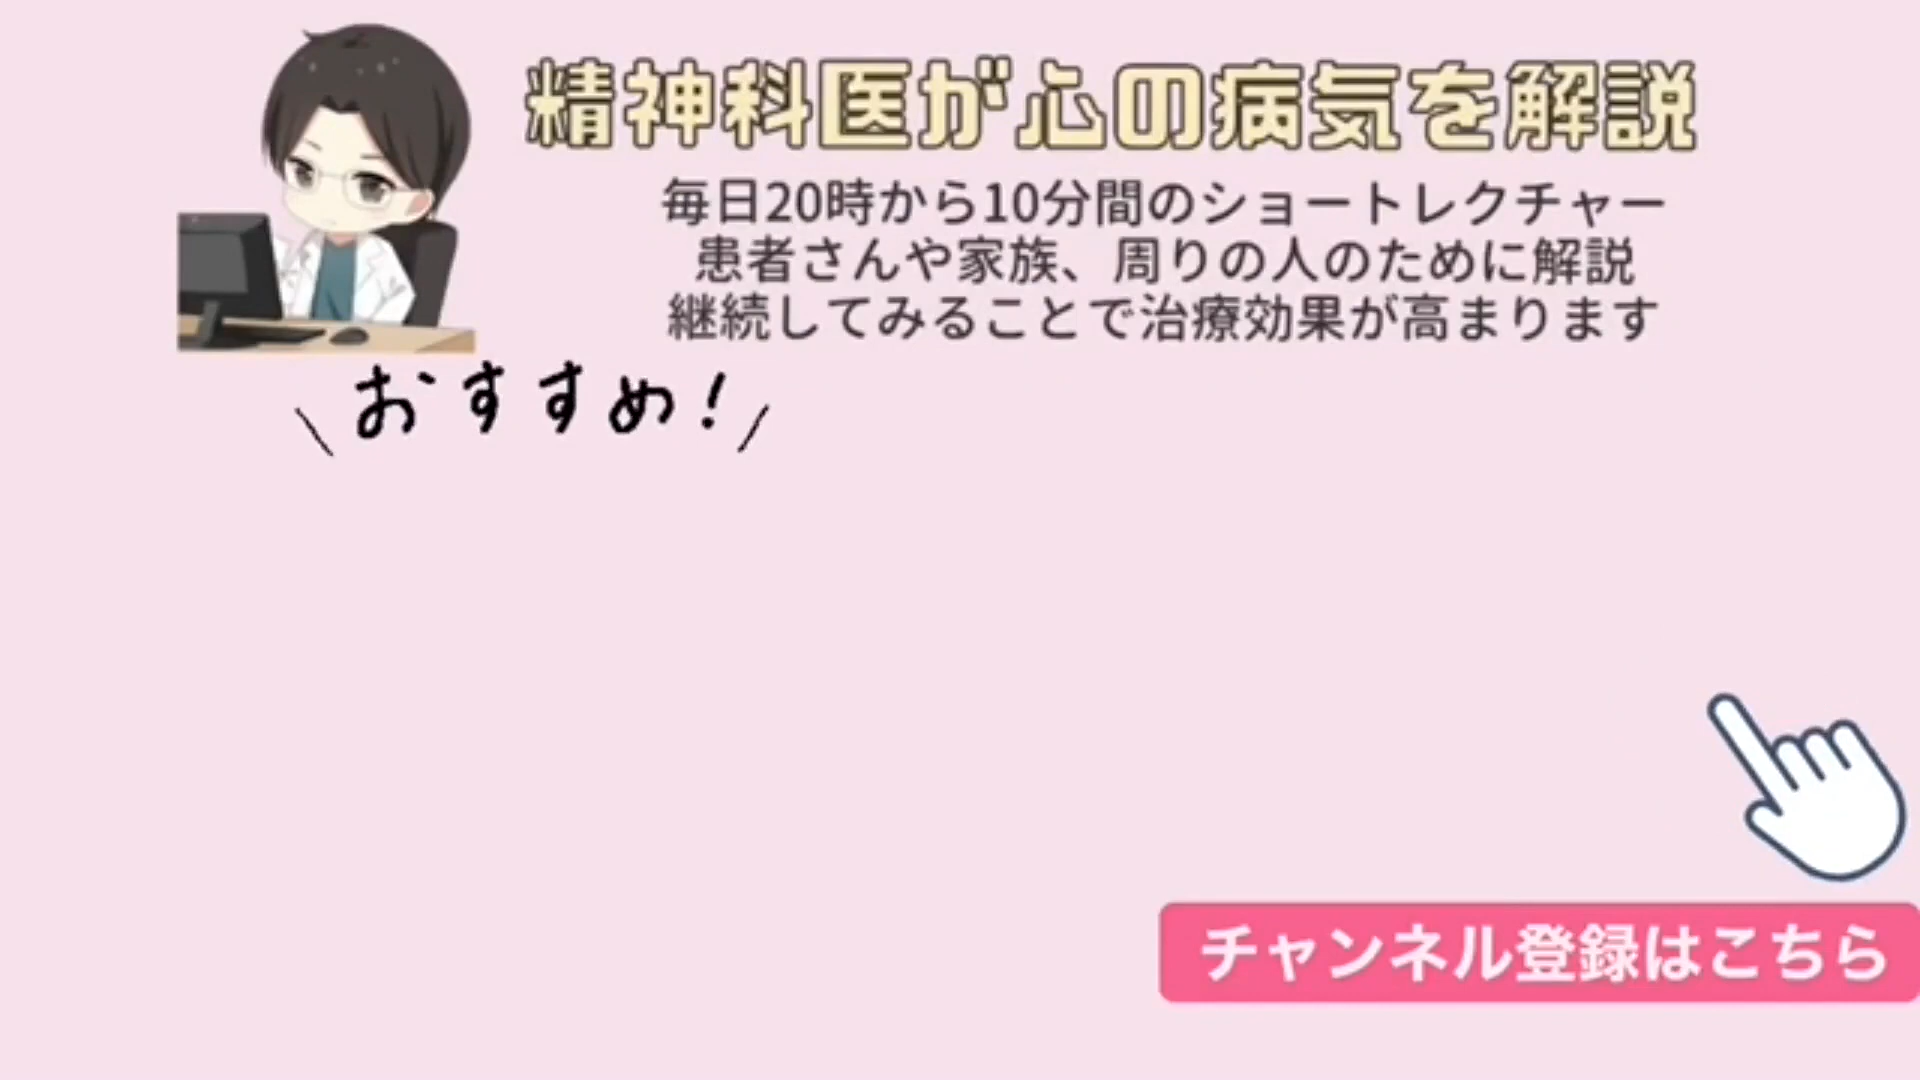 精神科医が心の病気を解説
毎日20時から10分間のショートレクチャー
患者さんや家族、周りの人のために解説
継続してみることで治療効果が高まります
おすすめ！
チャンネル登録はこちら